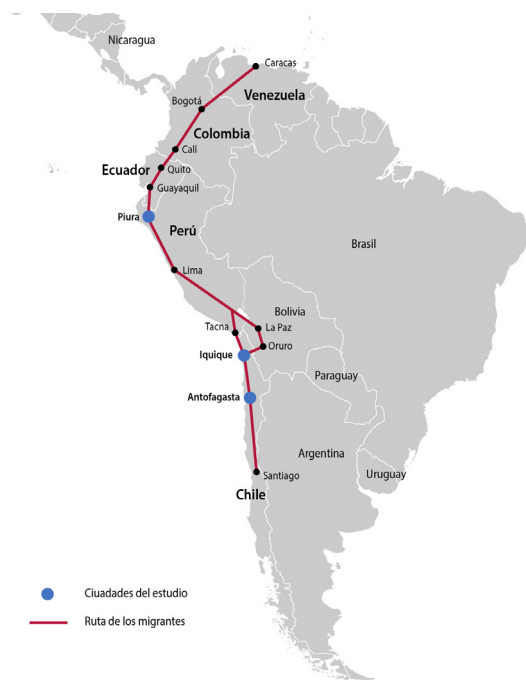 Nicaragua
Caracas
Venezuela
Bogotá
Colombia
Cali
Ecuador
Quito
Guayaquil
Piura
Perú
Brasil
Lima
Bolivia
Tacna
La Paz
Oruro
Iquique
Paraguay
Antofagasta
Argentina
Uruguay
Santiago
Chile
Ciuadades del estudio
Ruta de los migrantes